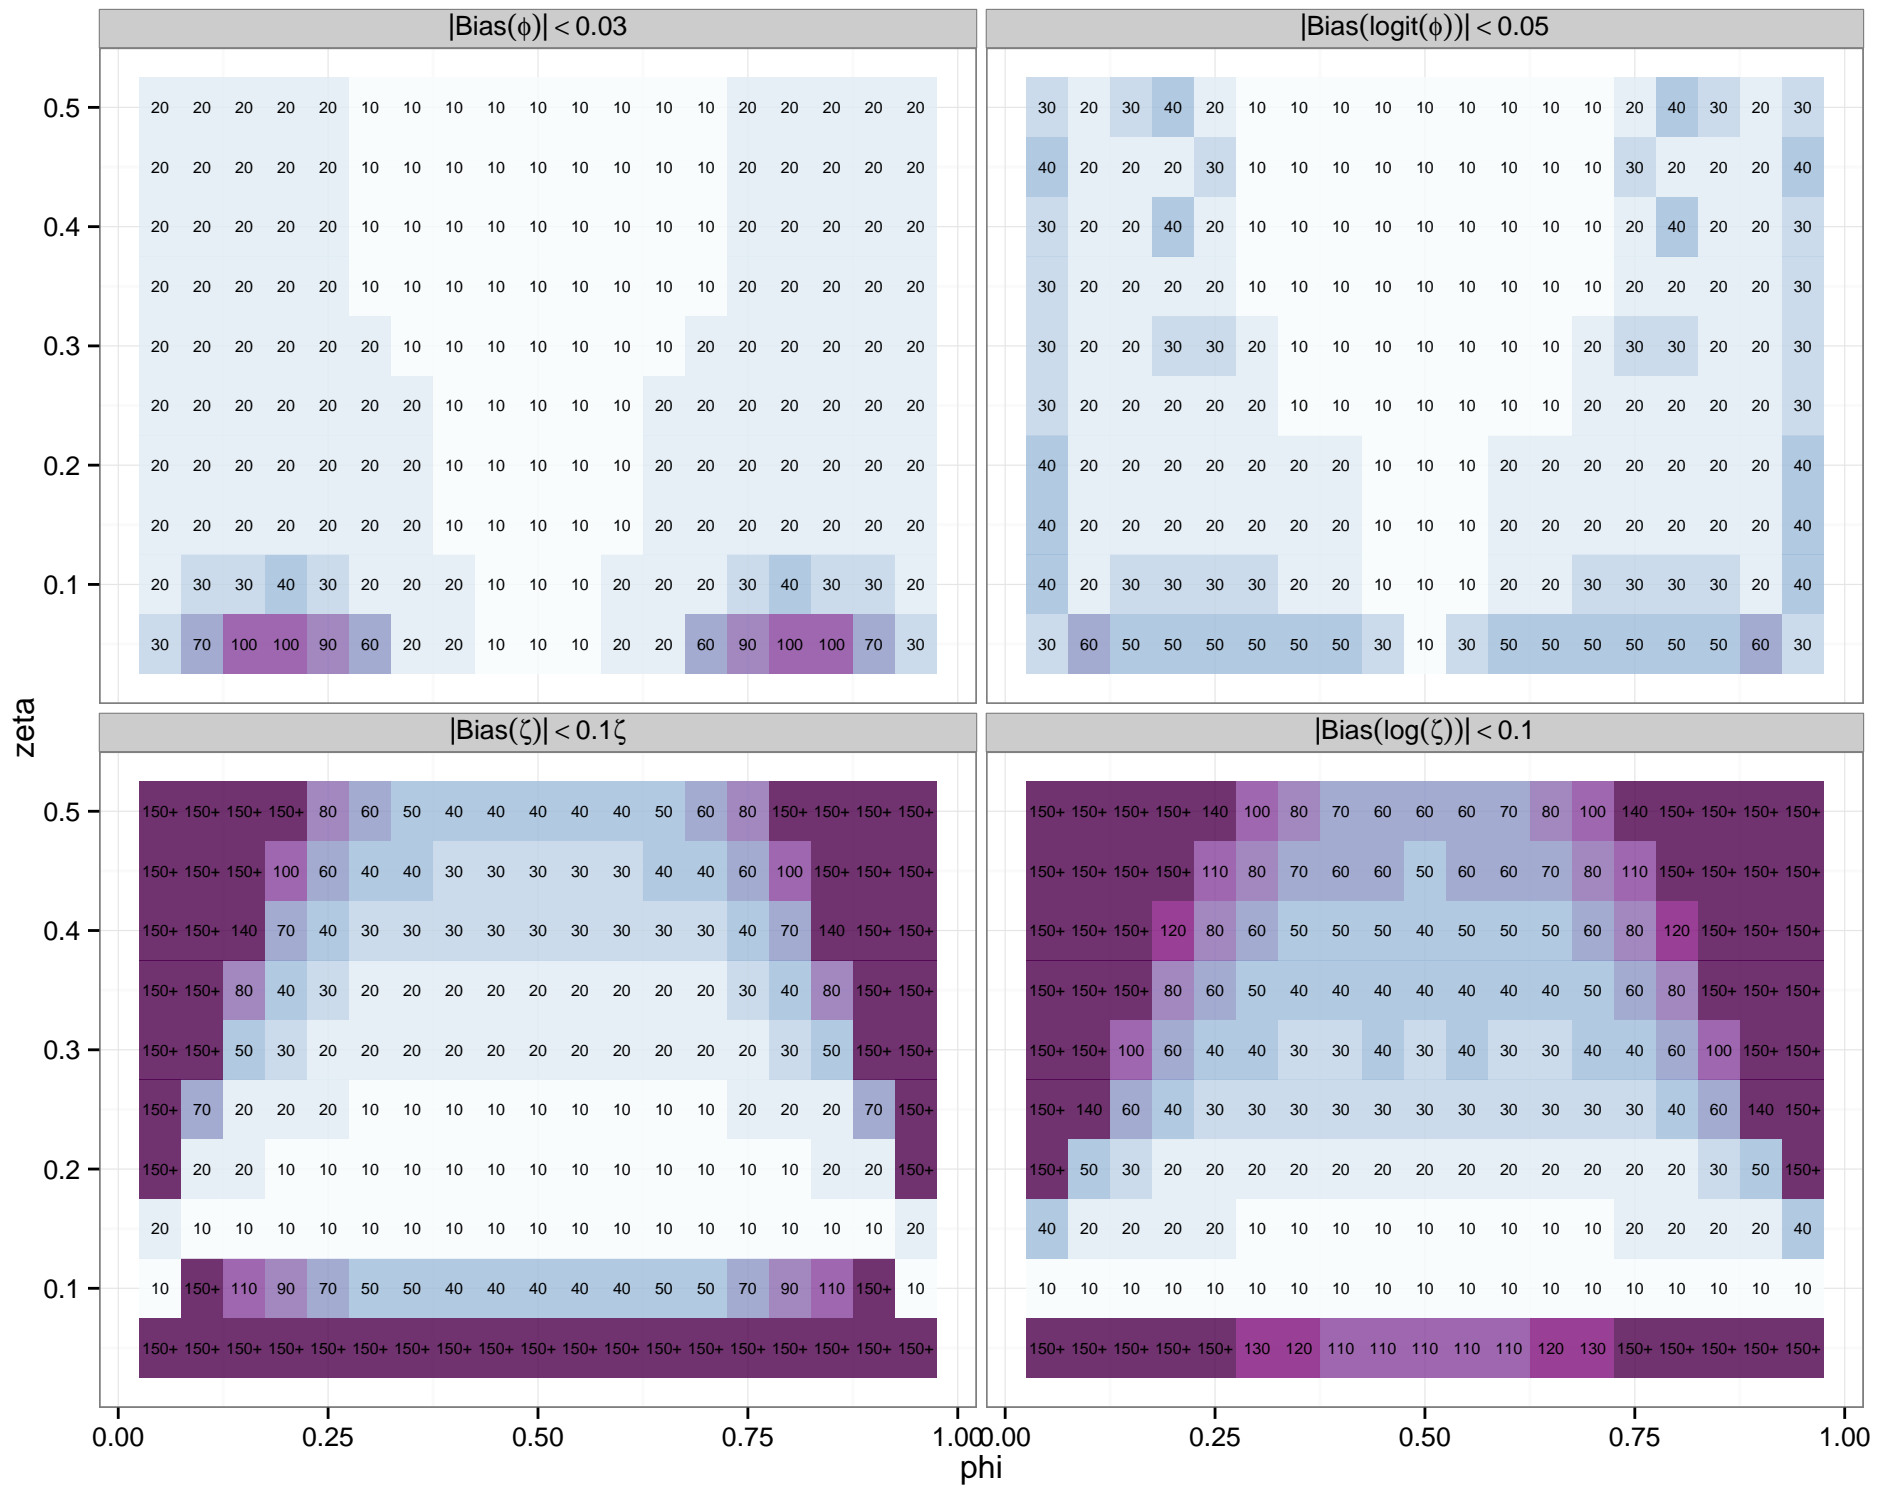 |Bias(ϕ)| < 0.03
0.5 20 20 20 20 20 10 10 10 10 10 10 10 10 10 20 20 20 20 20
20 20 20 20 20 10 10 10 10 10 10 10 10 10 20 20 20 20 20
0.4 20 20 20 20 20 10 10 10 10 10 10 10 10 10 20 20 20 20 20
20 20 20 20 20 10 10 10 10 10 10 10 10 10 20 20 20 20 20
0.3 20 20 20 20 20 20 10 10 10 10 10 10 10 20 20 20 20 20 20
20 20 20 20 20 20 20 10 10 10 10 10 20 20 20 20 20 20 20
0.2 20 20 20 20 20 20 20 10 10 10 10 10 20 20 20 20 20 20 20
20 20 20 20 20 20 20 10 10 10 10 10 20 20 20 20 20 20 20
0.1 20 30 30 40 30 20 20 20 10 10 10 20 20 20 30 40 30 30 20
30 70 100 100 90 60 20 20 10 10 10 20 20 60 90 100 100 70 30
|Bias(logit(ϕ))| < 0.05
30 20 30 40 20 10 10 10 10 10 10 10 10 10 20 40 30 20 30
40 20 20 20 30 10 10 10 10 10 10 10 10 10 30 20 20 20 40
30 20 20 40 20 10 10 10 10 10 10 10 10 10 20 40 20 20 30
30 20 20 20 20 10 10 10 10 10 10 10 10 10 20 20 20 20 30
30 20 20 30 30 20 10 10 10 10 10 10 10 20 30 30 20 20 30
30 20 20 20 20 20 10 10 10 10 10 10 10 20 20 20 20 20 30
40 20 20 20 20 20 20 20 10 10 10 20 20 20 20 20 20 20 40
40 20 20 20 20 20 20 20 10 10 10 20 20 20 20 20 20 20 40
40 20 30 30 30 30 20 20 10 10 10 20 20 30 30 30 30 20 40
30 60 50 50 50 50 50 50 30 10 30 50 50 50 50 50 50 60 30
zeta
|Bias(ζ)| < 0.1ζ
0.5 150+ 150+ 150+ 150+ 80 60 50 40 40 40 40 40 50 60 80 150+ 150+ 150+ 150+
150+ 150+ 150+ 100 60 40 40 30 30 30 30 30 40 40 60 100 150+ 150+ 150+
0.4 150+ 150+ 140 70 40 30 30 30 30 30 30 30 30 30 40 70 140 150+ 150+
150+ 150+ 80 40 30 20 20 20 20 20 20 20 20 20 30 40 80 150+ 150+
0.3 150+ 150+ 50 30 20 20 20 20 20 20 20 20 20 20 20 30 50 150+ 150+
150+ 70 20 20 20 10 10 10 10 10 10 10 10 10 20 20 20 70 150+
0.2 150+ 20 20 10 10 10 10 10 10 10 10 10 10 10 10 10 20 20 150+
20 10 10 10 10 10 10 10 10 10 10 10 10 10 10 10 10 10 20
0.1 10 150+ 110 90 70 50 50 40 40 40 40 40 50 50 70 90 110 150+ 10
150+ 150+ 150+ 150+ 150+ 150+ 150+ 150+ 150+ 150+ 150+ 150+ 150+ 150+ 150+ 150+ 150+ 150+ 150+
|Bias(log(ζ))| < 0.1
150+ 150+ 150+ 150+ 140 100 80 70 60 60 60 70 80 100 140 150+ 150+ 150+ 150+
150+ 150+ 150+ 150+ 110 80 70 60 60 50 60 60 70 80 110 150+ 150+ 150+ 150+
150+ 150+ 150+ 120 80 60 50 50 50 40 50 50 50 60 80 120 150+ 150+ 150+
150+ 150+ 150+ 80 60 50 40 40 40 40 40 40 40 50 60 80 150+ 150+ 150+
150+ 150+ 100 60 40 40 30 30 40 30 40 30 30 40 40 60 100 150+ 150+
150+ 140 60 40 30 30 30 30 30 30 30 30 30 30 30 40 60 140 150+
150+ 50 30 20 20 20 20 20 20 20 20 20 20 20 20 20 30 50 150+
40 20 20 20 20 10 10 10 10 10 10 10 10 10 20 20 20 20 40
10 10 10 10 10 10 10 10 10 10 10 10 10 10 10 10 10 10 10
150+ 150+ 150+ 150+ 150+ 130 120 110 110 110 110 110 120 130 150+ 150+ 150+ 150+ 150+
0.00 0.25 0.50 0.75 1.00 0.00 0.25 0.50 0.75 1.00
phi